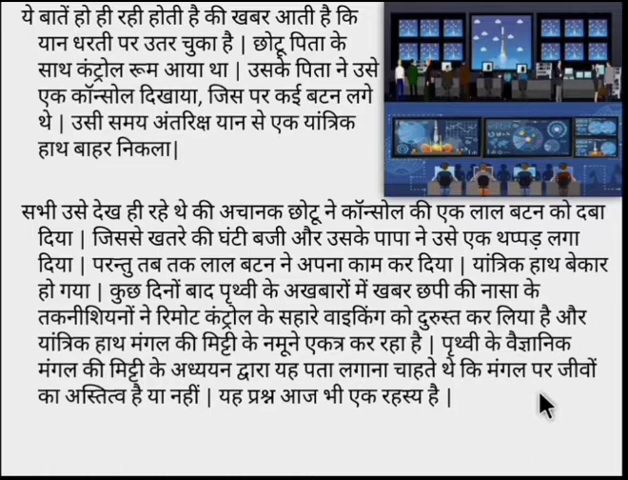 ये बातें हो ही रही होती है की खबर आती है कि
यान धरती पर उतर चुका है | छोटू पिता के
साथ कंट्रोल रूम आया था | उसके पिता ने उसे
एक कॉन्सोल दिखाया, जिस पर कई बटन लगे
थे | उसी समय अंतरिक्ष यान से एक यांत्रिक
हाथ बाहर निकला|
सभी उसे देख ही रहे थे की अचानक छोटू ने कॉन्सोल की एक लाल बटन को दबा
दिया | जिससे खतरे की घंटी बजी और उसके पापा ने उसे एक थप्पड़ लगा
दिया | परन्तु तब तक लाल बटन ने अपना काम कर दिया | यांत्रिक हाथ बेकार
हो गया | कुछ दिनों बाद पृथ्वी के अखबारों में खबर छपी की नासा के
तकनीशियनों ने रिमोट कंट्रोल के सहारे वाइकिंग को दुरुस्त कर लिया है और
यांत्रिक हाथ मंगल की मिट्टी के नमूने एकत्र कर रहा है | पृथ्वी के वैज्ञानिक
मंगल की मिट्टी के अध्ययन द्वारा यह पता लगाना चाहते थे कि मंगल पर जीवों
का अस्तित्व है या नहीं | यह प्रश्न आज भी एक रहस्य है |